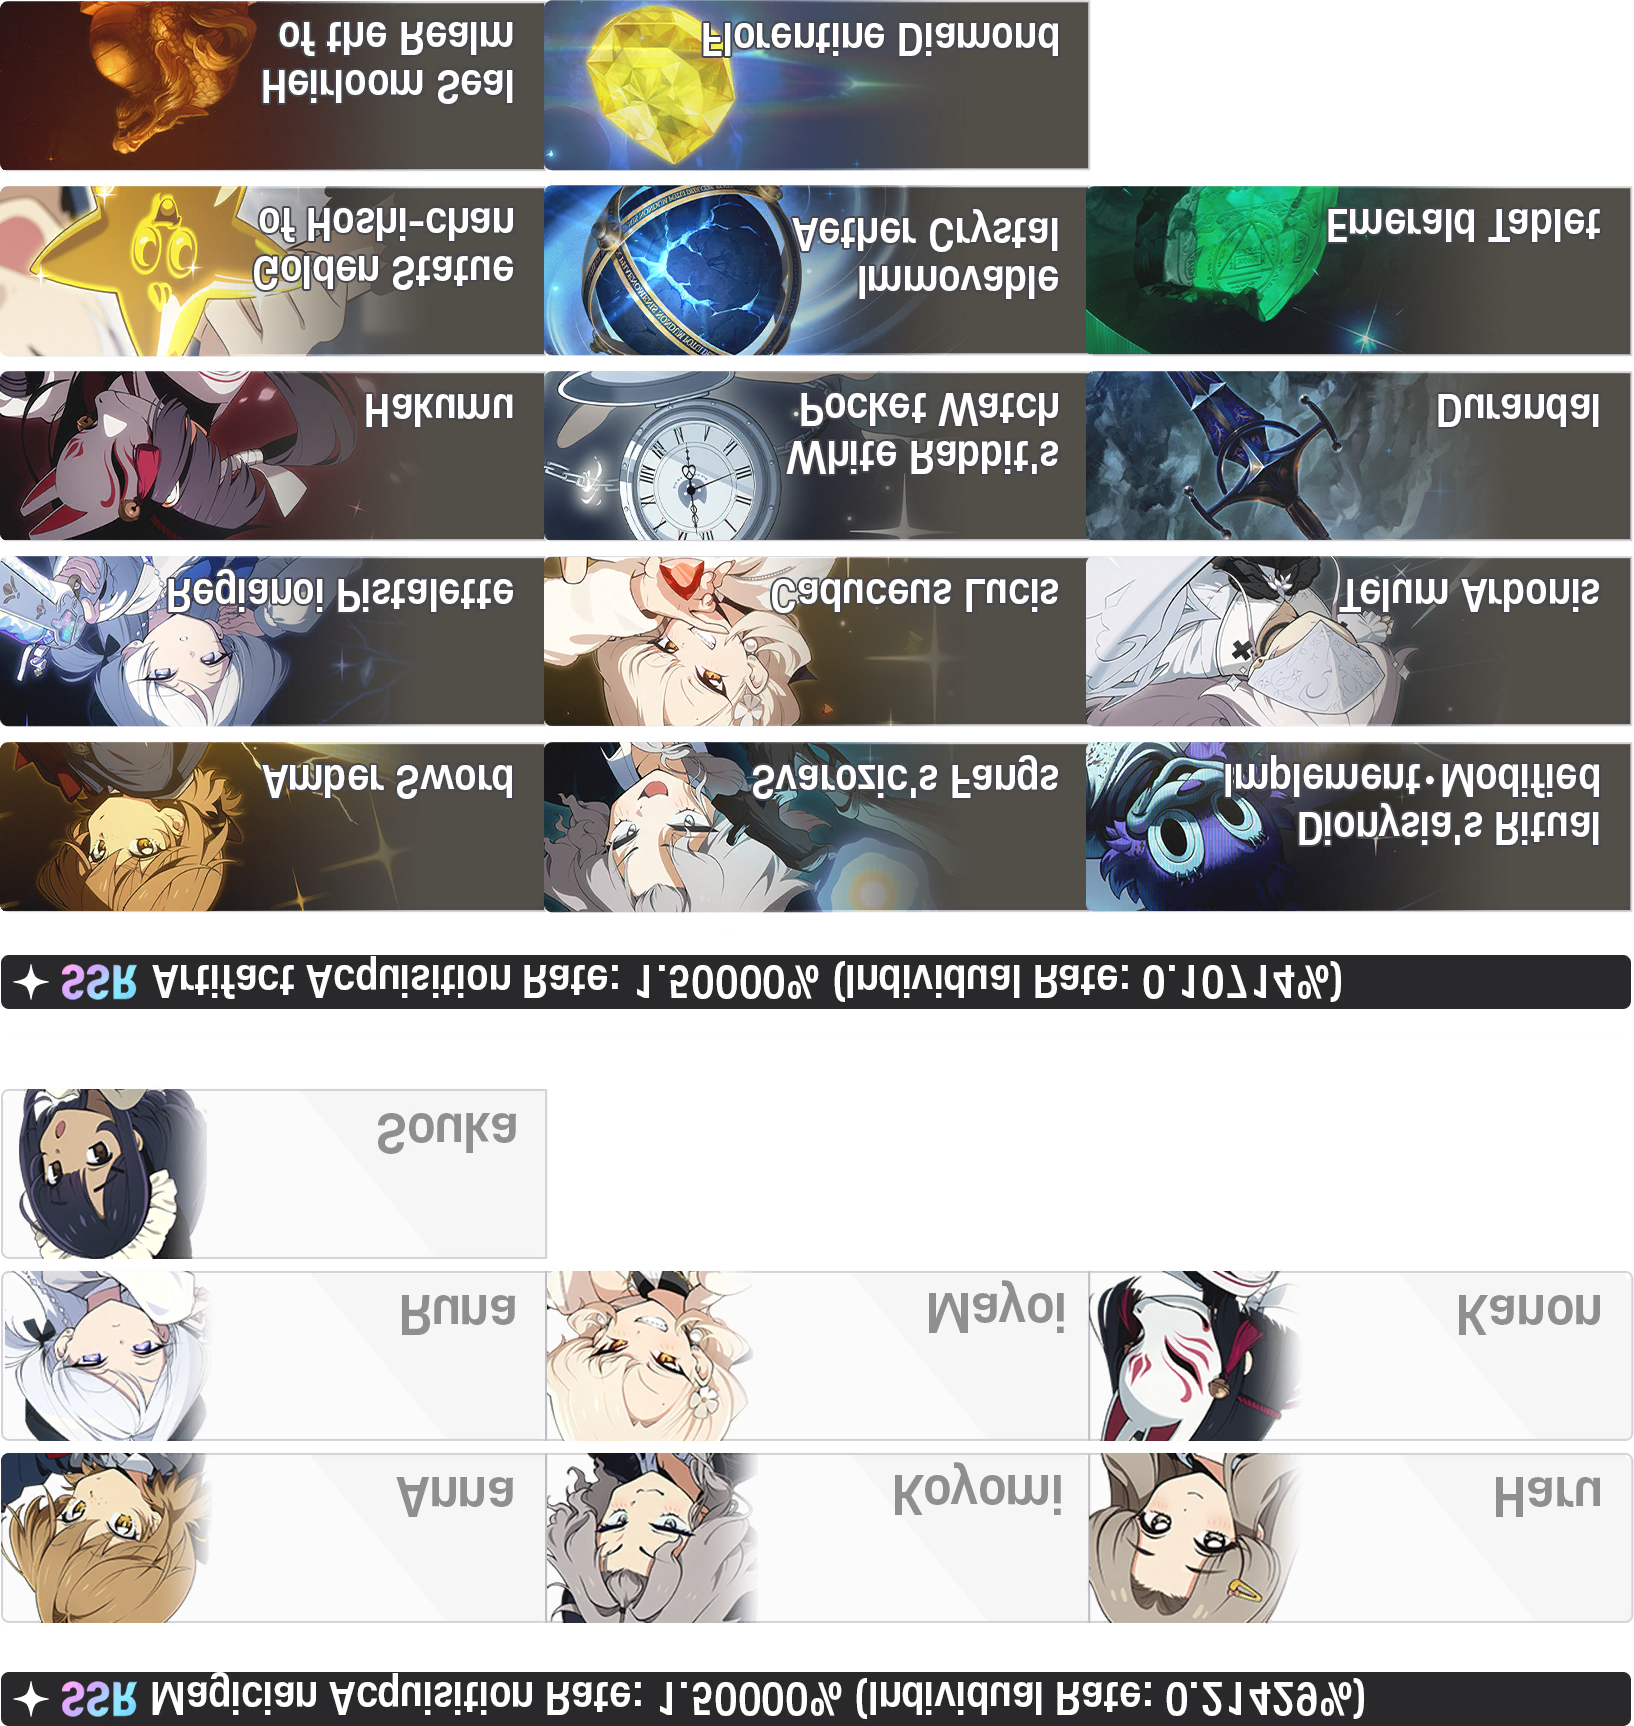 SSR Magician Acquisition Rate: 1.50000% (Individual Rate: 0.21429%)
Anna
Koyomi
Haru
Runa
Mayoi
Kanon
Souka
SSR Artifact Acquisition Rate: 1.50000% (Individual Rate: 0.10714%)
Amber Sword
Svarozic's Fangs
Dionysia's Ritual
Implement・Modified
Regianoi Pistalette
Caduceus Lucis
Telum Arbonis
Hakumu
White Rabbit's
Pocket Watch
Durandal
Golden Statue
of Hoshi-chan
Immovable
Aether Crystal
Emerald Tablet
Heirloom Seal
of the Realm
Florentine Diamond